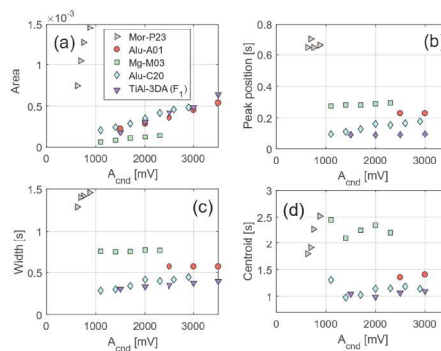 ×10⁻³
1.5
1
0.5
0
Area
(a)
Mor-P23
Alu-A01
Mg-M03
Alu-C20
TiAi-3DA (F₁)
0 1000 2000 3000
A_cnd [mV]
0.8
0.6
0.4
0.2
0
Peak position [s]
(b)
0 1000 2000 3000
A_cnd [mV]
1.5
1
0.5
0
Width [s]
(c)
0 1000 2000 3000
A_cnd [mV]
3
2.5
2
1.5
1
Centroid [s]
(d)
0 1000 2000 3000
A_cnd [mV]